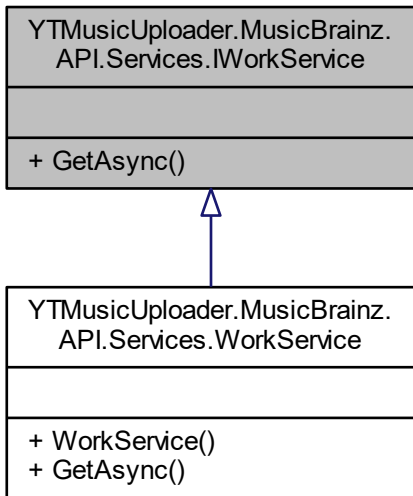 YTMusicUploader.MusicBrainz.
API.Services.IWorkService
+ GetAsync()
YTMusicUploader.MusicBrainz.
API.Services.WorkService
+ WorkService()
+ GetAsync()